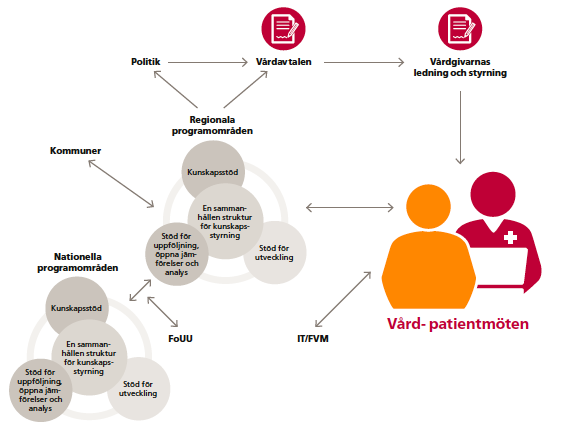 Politik
Vårdavtalen
Vårdgivarnas
ledning och styrning
Regionala
programområden
Kommuner
Kunskapsstöd
En samman-
hållen struktur
för kunskaps-
styrning
Stöd för
uppföljning,
öppna jäm-
förelser och
analys
Stöd för
utveckling
Nationella
programområden
Kunskapsstöd
En samman-
hållen struktur
för kunskaps-
styrning
Stöd för
uppföljning,
öppna jäm-
förelser och
analys
Stöd för
utveckling
FoUU
IT/FVM
Vård- patientmöten